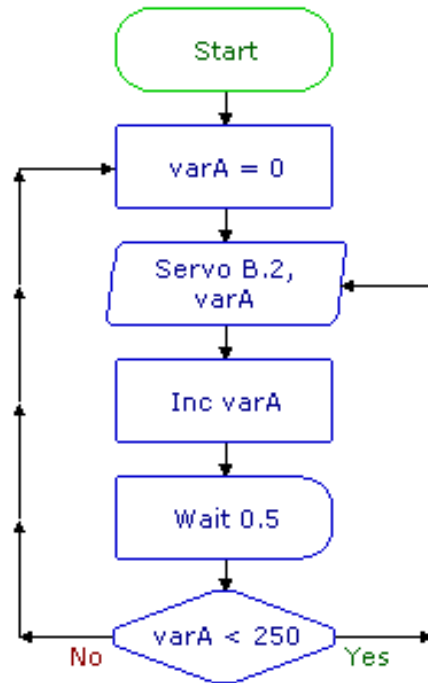 Start
varA = 0
Servo B.2,
varA
Inc varA
Wait 0.5
varA < 250
No
Yes